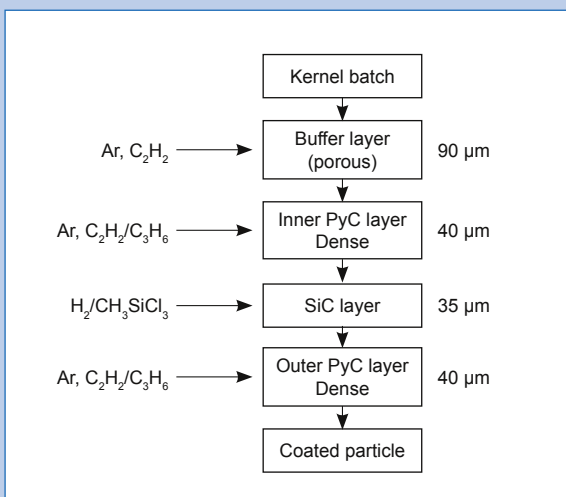 Kernel batch
Ar, C₂H₂
Buffer layer
(porous)
90 µm
Ar, C₂H₂/C₃H₆
Inner PyC layer
Dense
40 µm
H₂/CH₃SiCl₃
SiC layer
35 µm
Ar, C₂H₂/C₃H₆
Outer PyC layer
Dense
40 µm
Coated particle